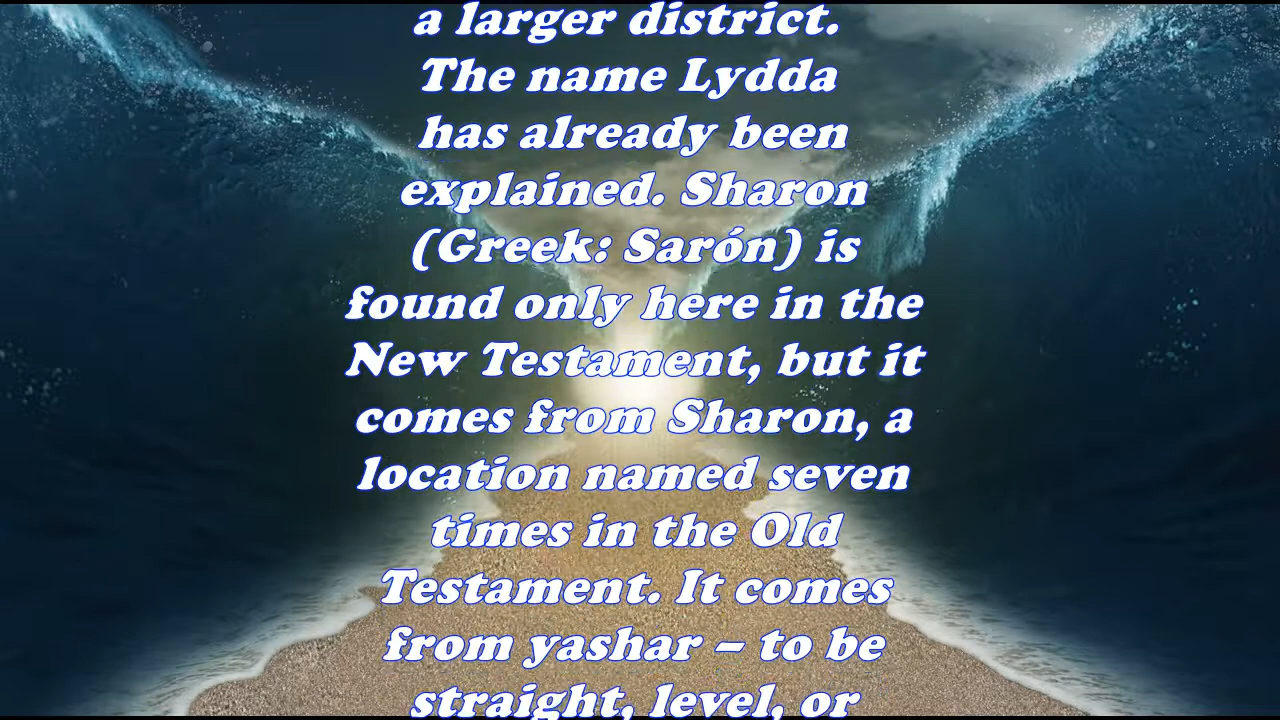 a larger district.
The name Lydda
has already been
explained. Sharon
(Greek: Sarón) is
found only here in the
New Testament, but it
comes from Sharon, a
location named seven
times in the Old
Testament. It comes
from yashar – to be
straight, level, or